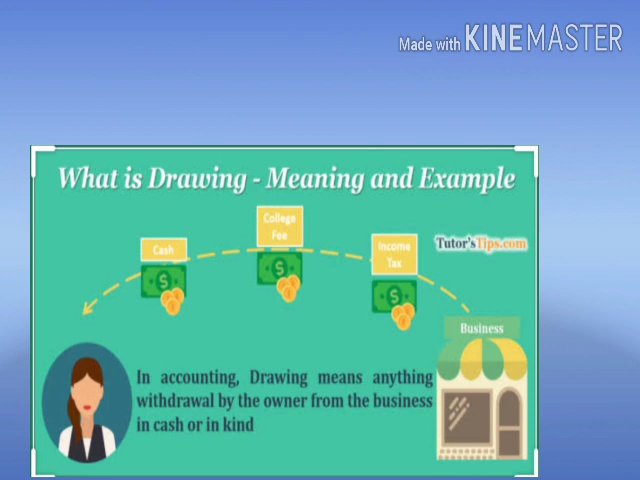 Made with KINEMASTER
What is Drawing - Meaning and Example
College
Fee
Cash
Income
Tax
Tutor'sTips.com
Business
In accounting, Drawing means anything
withdrawal by the owner from the business
in cash or in kind